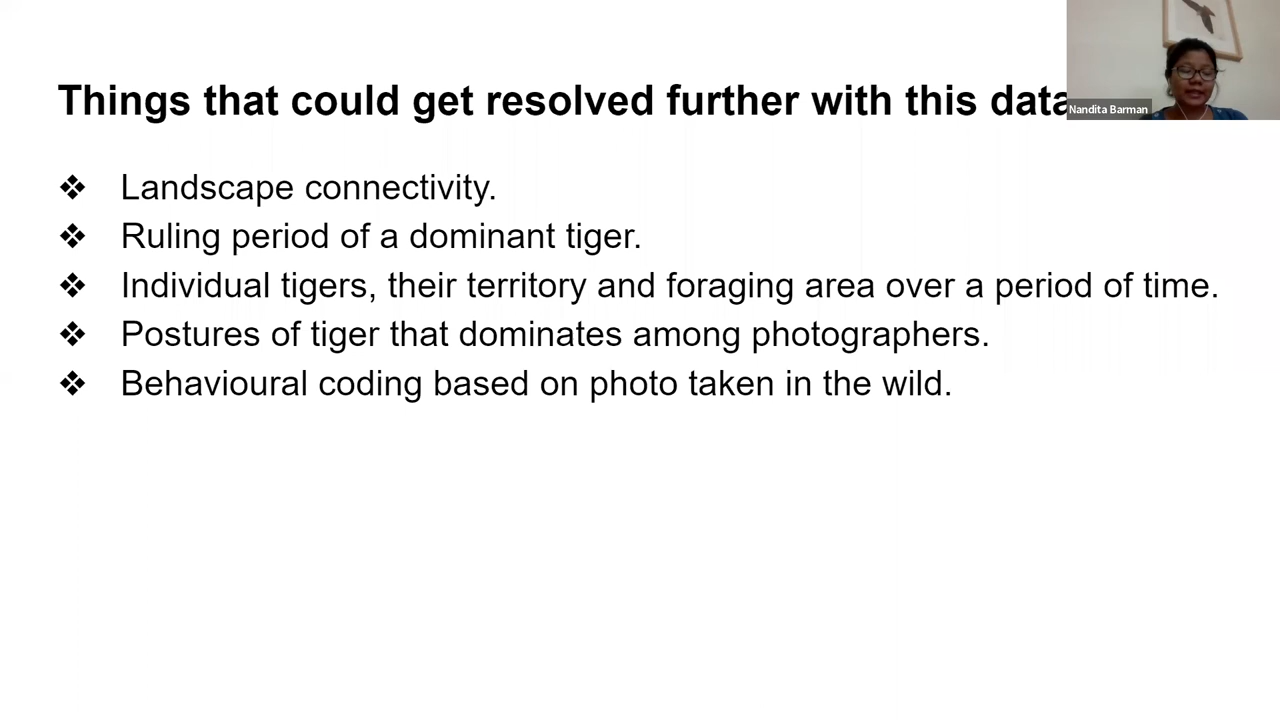 Things that could get resolved further with this data
Nandita Barman
❖ Landscape connectivity.
❖ Ruling period of a dominant tiger.
❖ Individual tigers, their territory and foraging area over a period of time.
❖ Postures of tiger that dominates among photographers.
❖ Behavioural coding based on photo taken in the wild.